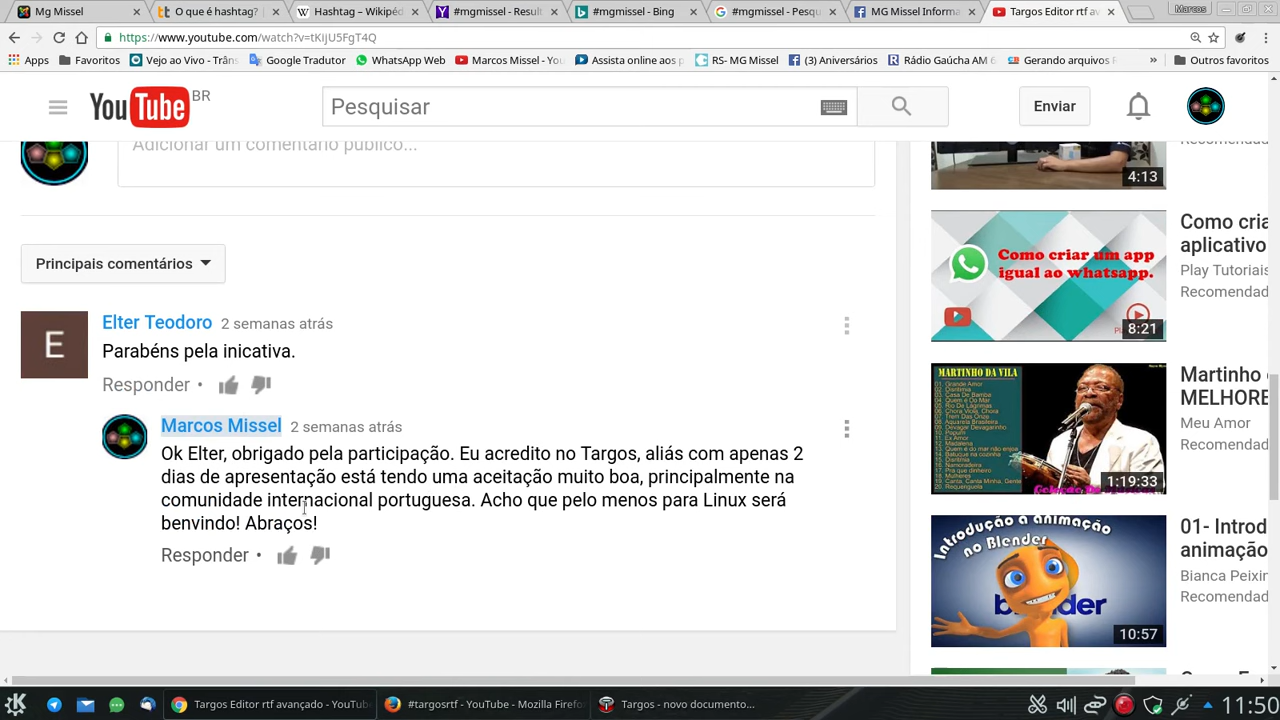 Mg Missel
O que é hashtag?
Hashtag – Wikipéd
#mgmissel - Result
#mgmissel - Bing
#mgmissel - Pesqu
MG Missel Informa
Targos Editor rtf av
Marcos
https://www.youtube.com/watch?v=tKIjU5FgT4Q
Apps
Favoritos
Vejo ao Vivo - Trâns
Google Tradutor
WhatsApp Web
Marcos Missel - You
Assista online aos p
RS- MG Missel
(3) Aniversários
Rádio Gaúcha AM 6
Gerando arquivos
»
Outros favoritos
YouTube BR
Pesquisar
Enviar
Adicionar um comentário público...
Principais comentários
Elter Teodoro 2 semanas atrás
Parabéns pela inicativa.
Responder •
Marcos Missel 2 semanas atrás
Ok Elter, obrigado pela participação. Eu acredito no Targos, aliás com apenas 2
dias de apresentação está tendo uma aceitação muito boa, principalmente na
comunidade internacional portuguesa. Acho que pelo menos para Linux será
benvindo! Abraços!
Responder •
Recomendad
4:13
Como criar um app
igual ao whatsapp.
8:21
Como cria
aplicativo
Play Tutoriais
Recomendad
MARTINHO DA VILA
1:19:33
Martinho
MELHORE
Meu Amor
Recomendad
Introdução à animação
no Blender
blender
10:57
01- Introd
animação
Bianca Peixin
Recomendad
Targos Editor rtf avançado - YouTube
#targosrtf - YouTube - Mozilla Firefo
Targos - novo documento...
11:50